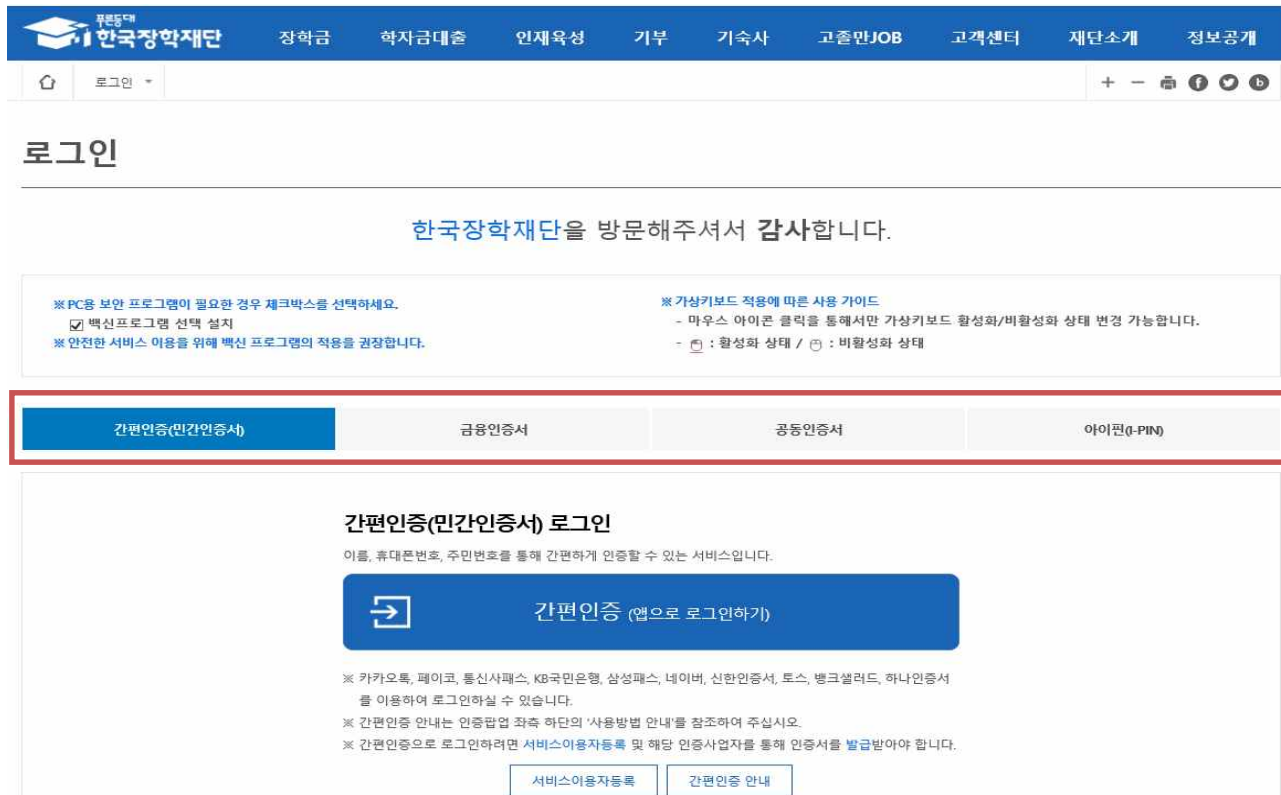 푸른등대
한국장학재단 장학금 학자금대출 인재육성 기부 기숙사 고졸만JOB 고객센터 재단소개 정보공개
로그인
로그인
한국장학재단을 방문해주셔서 감사합니다.
※ PC용 보안 프로그램이 필요한 경우 체크박스를 선택하세요.
백신프로그램 선택 설치
※ 안전한 서비스 이용을 위해 백신 프로그램의 적용을 권장합니다.
※ 가상키보드 적용에 따른 사용 가이드
- 마우스 아이콘 클릭을 통해서만 가상키보드 활성화/비활성화 상태 변경 가능합니다.
- : 활성화 상태 / : 비활성화 상태
간편인증(민간인증서) 금융인증서 공동인증서 아이핀(I-PIN)
간편인증(민간인증서) 로그인
이름, 휴대폰번호, 주민번호를 통해 간편하게 인증할 수 있는 서비스입니다.
간편인증 (앱으로 로그인하기)
※ 카카오톡, 페이코, 통신사패스, KB국민은행, 삼성패스, 네이버, 신한인증서, 토스, 뱅크샐러드, 하나인증서
를 이용하여 로그인하실 수 있습니다.
※ 간편인증 안내는 인증팝업 좌측 하단의 '사용방법 안내'를 참조하여 주십시오.
※ 간편인증으로 로그인하려면 서비스이용자등록 및 해당 인증사업자를 통해 인증서를 발급받아야 합니다.
서비스이용자등록 간편인증 안내